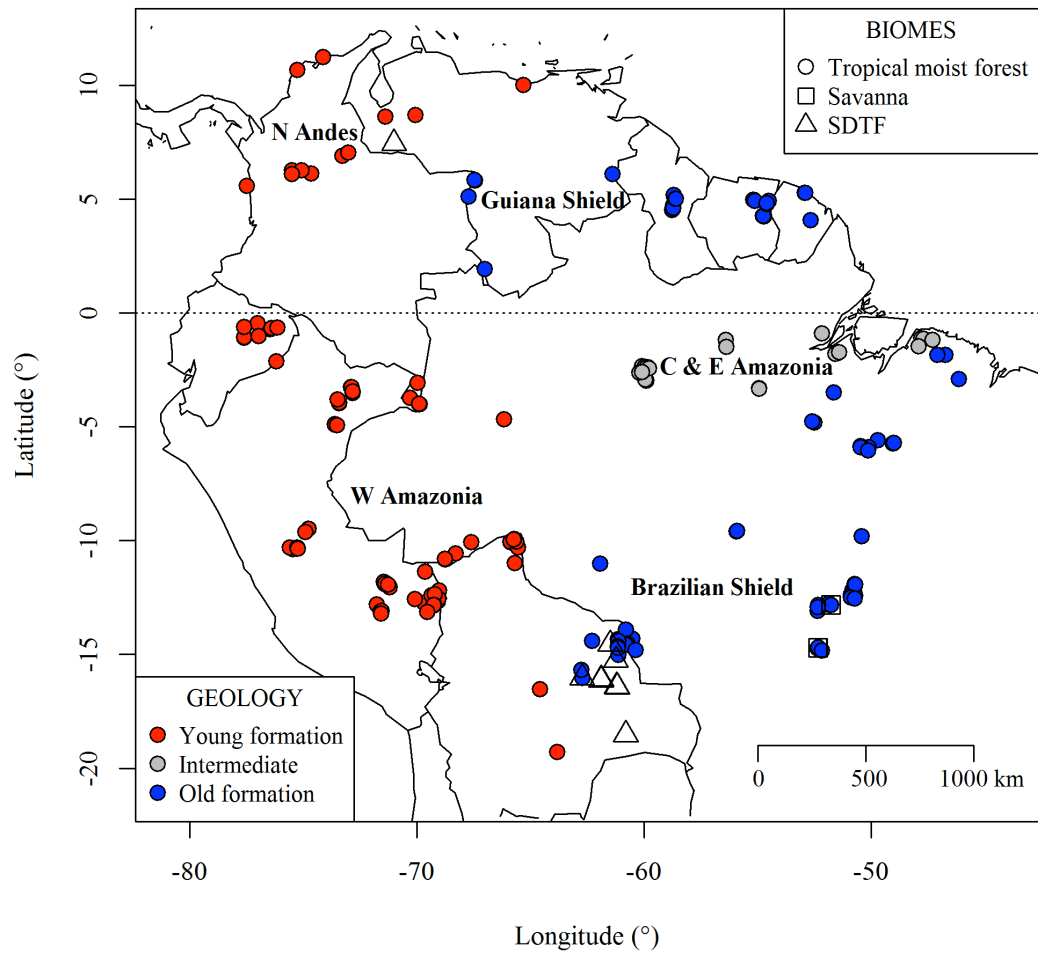 BIOMES
Tropical moist forest
Savanna
SDTF
N Andes
Guiana Shield
C & E Amazonia
W Amazonia
Brazilian Shield
GEOLOGY
Young formation
Intermediate
Old formation
0 500 1000 km
10
5
0
-5
-10
-15
-20
Latitude (°)
-80 -70 -60 -50
Longitude (°)